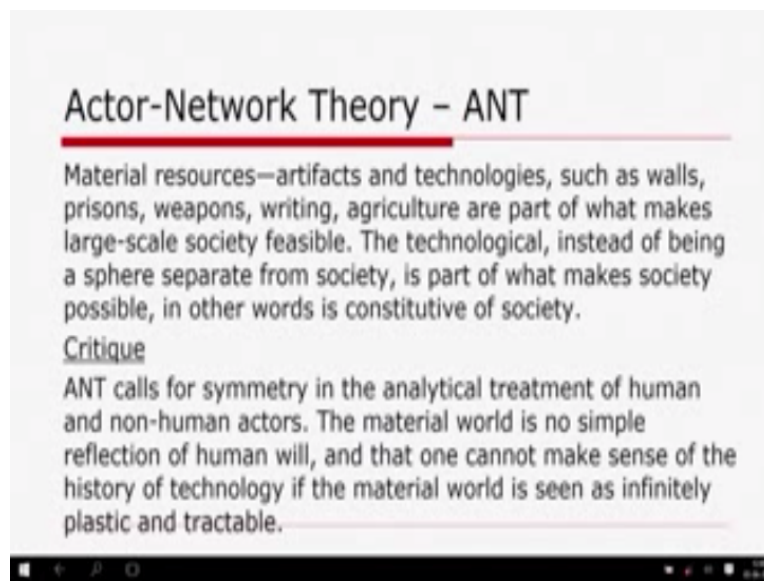 Actor-Network Theory – ANT
Material resources—artifacts and technologies, such as walls,
prisons, weapons, writing, agriculture are part of what makes
large-scale society feasible. The technological, instead of being
a sphere separate from society, is part of what makes society
possible, in other words is constitutive of society.
Critique
ANT calls for symmetry in the analytical treatment of human
and non-human actors. The material world is no simple
reflection of human will, and that one cannot make sense of the
history of technology if the material world is seen as infinitely
plastic and tractable.